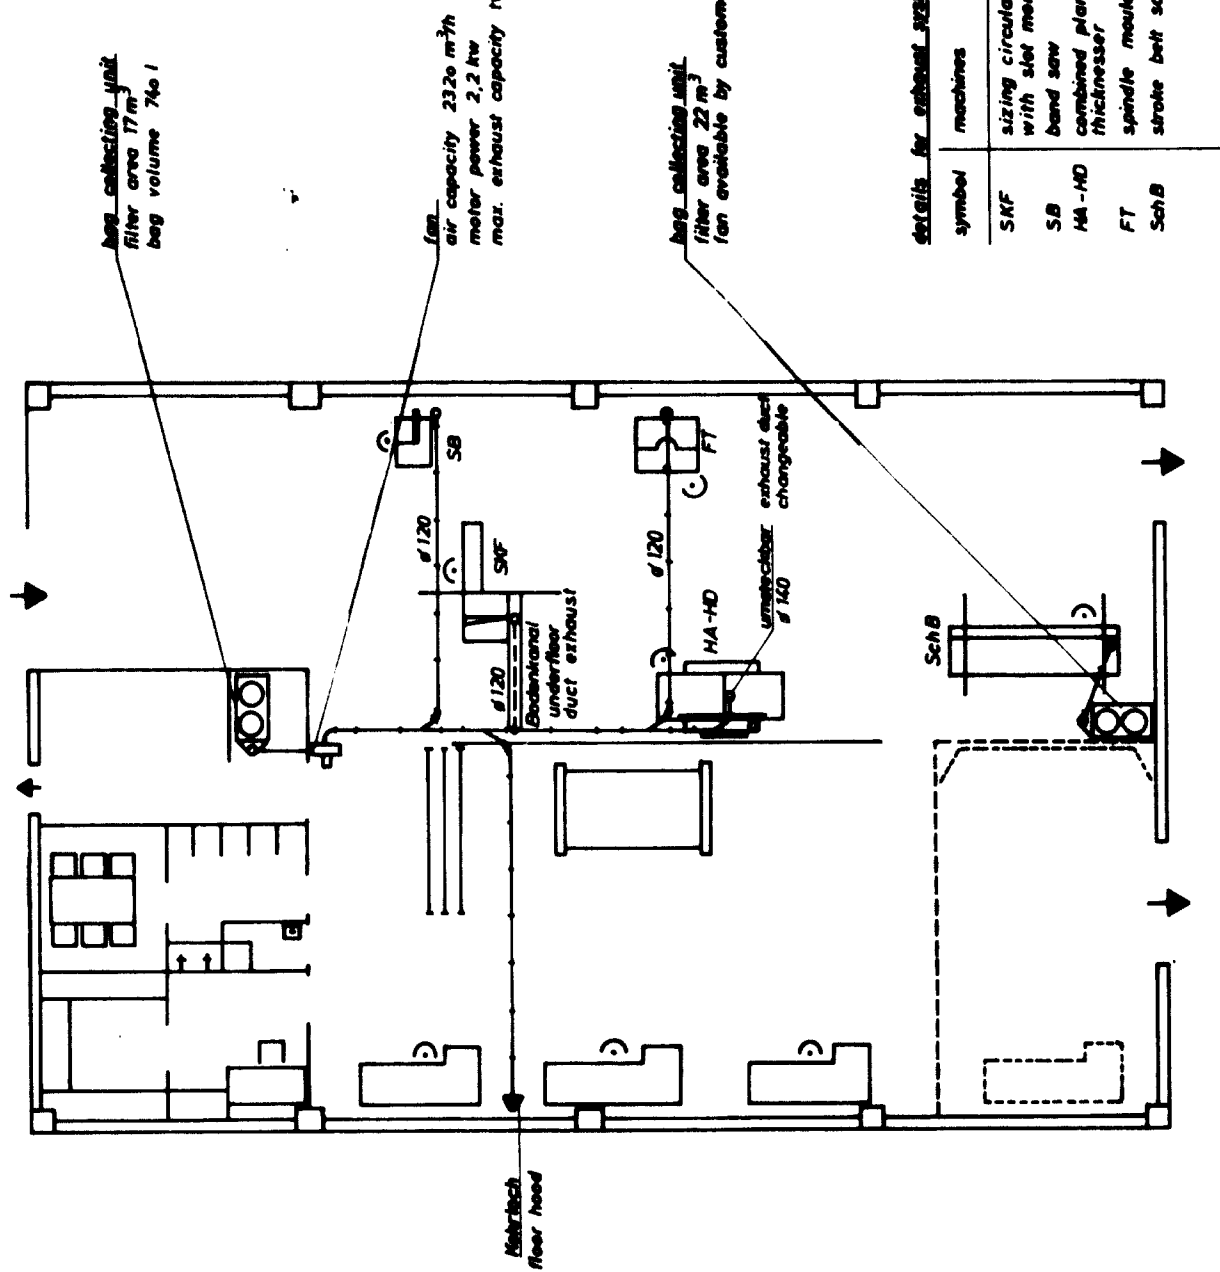 bag collecting unit
filter area 17 m³
bag volume 740 l
fan
air capacity 2320 m³/h
motor power 2,2 kw
max. exhaust capacity
bag collecting unit
filter area 22 m³
fan available by custom
details for exhaust
symbol machines
SKF sizing circula
with slot mo
SB band saw
HA-HD combined plan
thicknesser
FT spindle moul
SchB stroke belt sa
SB
ø 120
SKF
ø 120
Bodenkanal
underfloor
duct exhaust
FT
ø 120
HA-HD
umsteckbar exhaust duct
ø 140 changeable
SchB
Kehrloch
floor hood